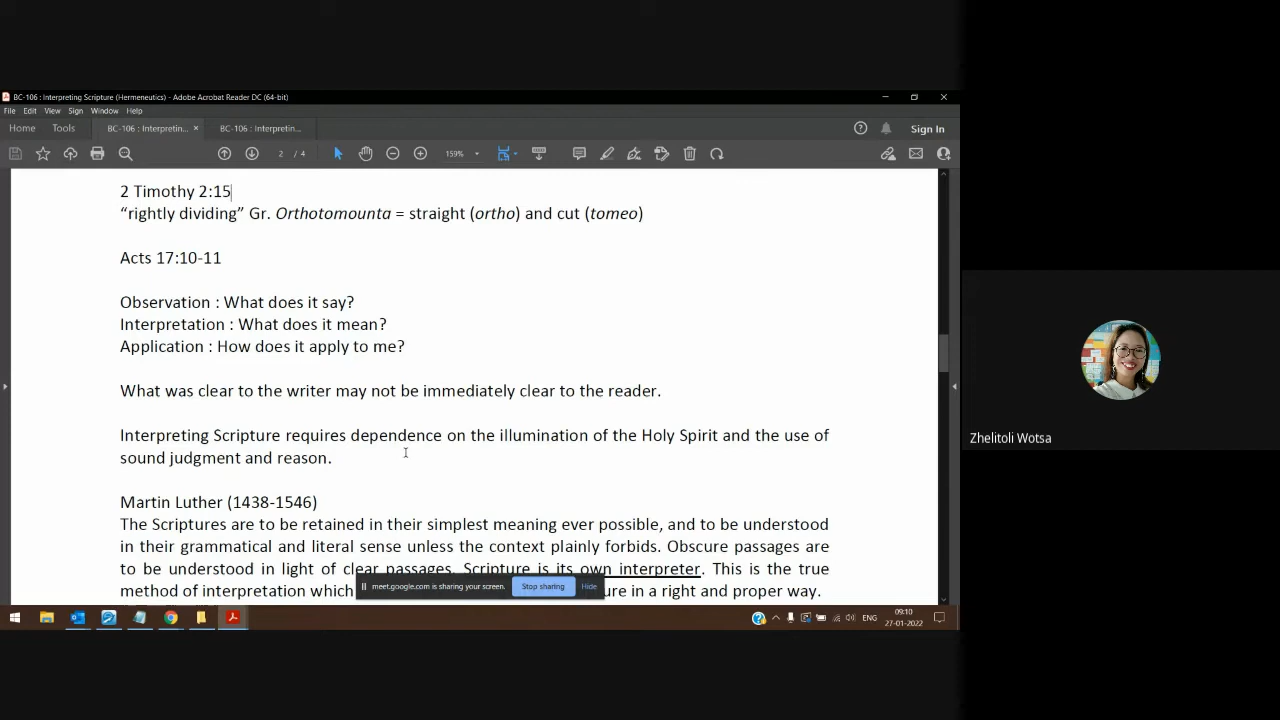 BC-106 : Interpreting Scripture (Hermeneutics) - Adobe Acrobat Reader DC (64-bit)
File Edit View Sign Window Help
Home Tools BC-106 : Interpretin... × BC-106 : Interpretin... Sign In
2 / 4 159%
2 Timothy 2:15
“rightly dividing” Gr. Orthotomounta = straight (ortho) and cut (tomeo)
Acts 17:10-11
Observation : What does it say?
Interpretation : What does it mean?
Application : How does it apply to me?
What was clear to the writer may not be immediately clear to the reader.
Interpreting Scripture requires dependence on the illumination of the Holy Spirit and the use of
sound judgment and reason.
Zhelitoli Wotsa
Martin Luther (1438-1546)
The Scriptures are to be retained in their simplest meaning ever possible, and to be understood
in their grammatical and literal sense unless the context plainly forbids. Obscure passages are
to be understood in light of clear passages. Scripture is its own interpreter. This is the true
method of interpretation which ure in a right and proper way.
meet.google.com is sharing your screen. Stop sharing Hide
ENG 09:10
27-01-2022